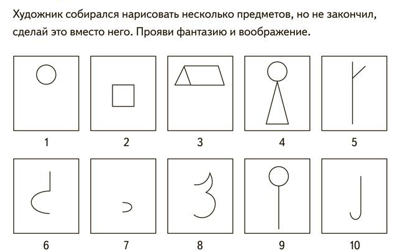 Художник собирался нарисовать несколько предметов, но не закончил,
сделай это вместо него. Прояви фантазию и воображение.
1 2 3 4 5
6 7 8 9 10